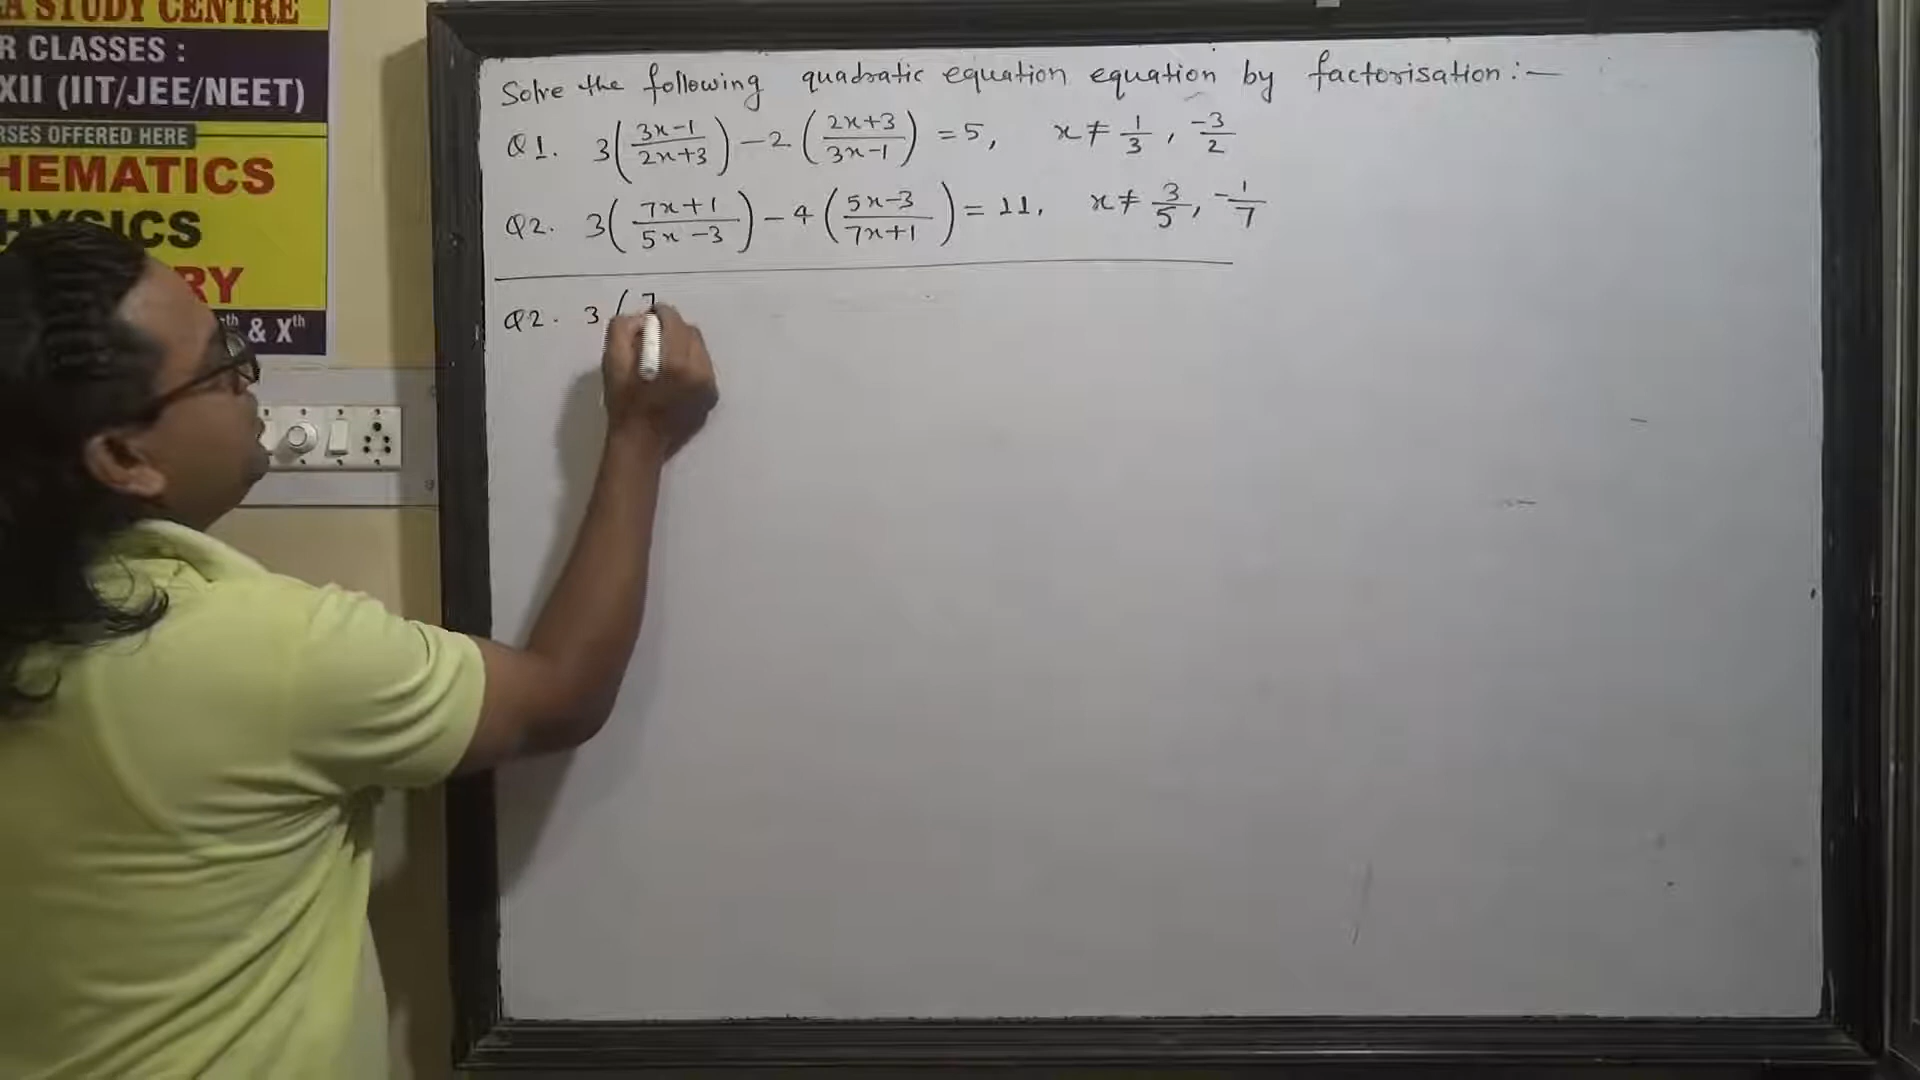 A STUDY CENTRE
R CLASSES :
XII (IIT/JEE/NEET)
RSES OFFERED HERE
HEMATICS
HYSICS
RY
th & Xth
Solve the following quadratic equation equation by factorisation :—
Q1. 3((3x-1)/(2x+3)) - 2((2x+3)/(3x-1)) = 5, x ≠ 1/3, -3/2
Q2. 3((7x+1)/(5x-3)) - 4((5x-3)/(7x+1)) = 11, x ≠ 3/5, -1/7
Q2. 3(7